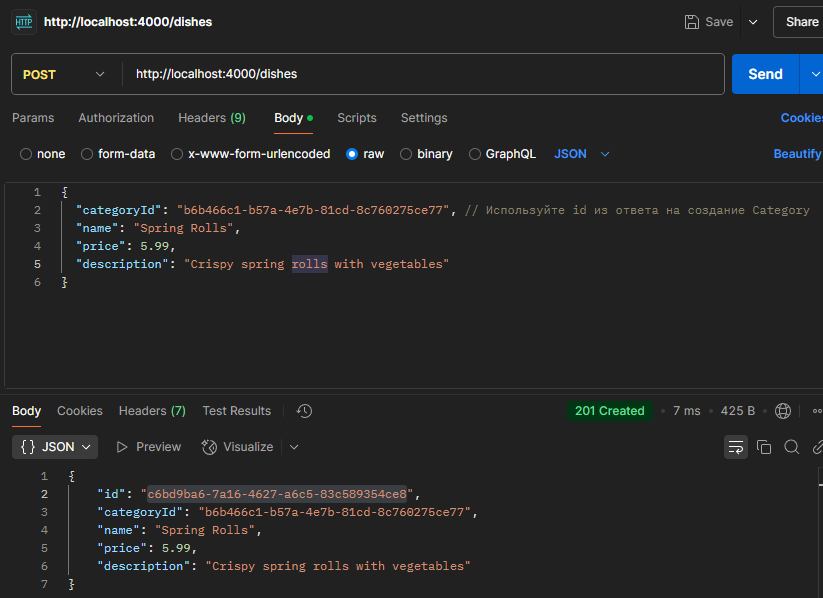 HTTP http://localhost:4000/dishes Save Share
POST http://localhost:4000/dishes Send
Params Authorization Headers (9) Body Scripts Settings Cookies
none form-data x-www-form-urlencoded raw binary GraphQL JSON Beautify
1 {
2 "categoryId": "b6b466c1-b57a-4e7b-81cd-8c760275ce77", // Используйте id из ответа на создание Category
3 "name": "Spring Rolls",
4 "price": 5.99,
5 "description": "Crispy spring rolls with vegetables"
6 }
Body Cookies Headers (7) Test Results 201 Created • 7 ms • 425 B •
{} JSON Preview Visualize
1 {
2 "id": "c6bd9ba6-7a16-4627-a6c5-83c589354ce8",
3 "categoryId": "b6b466c1-b57a-4e7b-81cd-8c760275ce77",
4 "name": "Spring Rolls",
5 "price": 5.99,
6 "description": "Crispy spring rolls with vegetables"
7 }